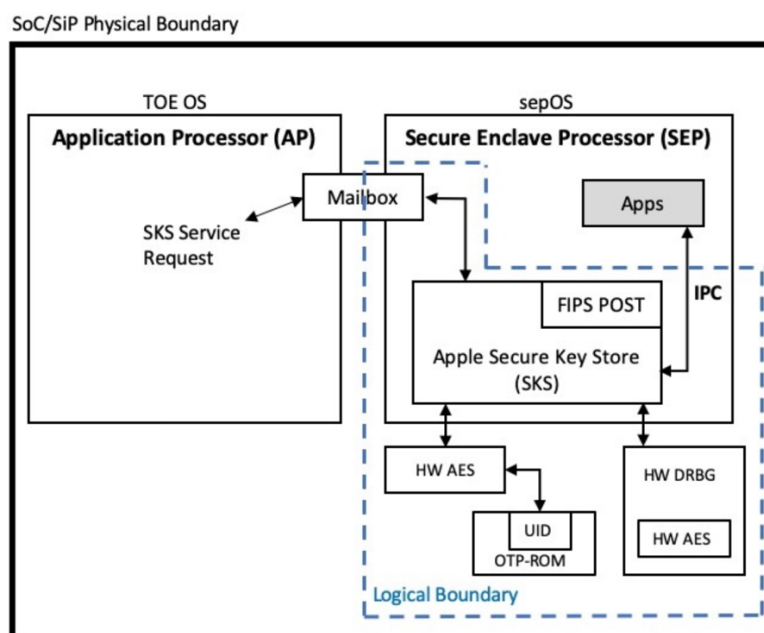 SoC/SiP Physical Boundary
TOE OS
Application Processor (AP)
sepOS
Secure Enclave Processor (SEP)
Mailbox
Apps
SKS Service
Request
IPC
FIPS POST
Apple Secure Key Store
(SKS)
HW AES
HW DRBG
UID
OTP-ROM
HW AES
Logical Boundary